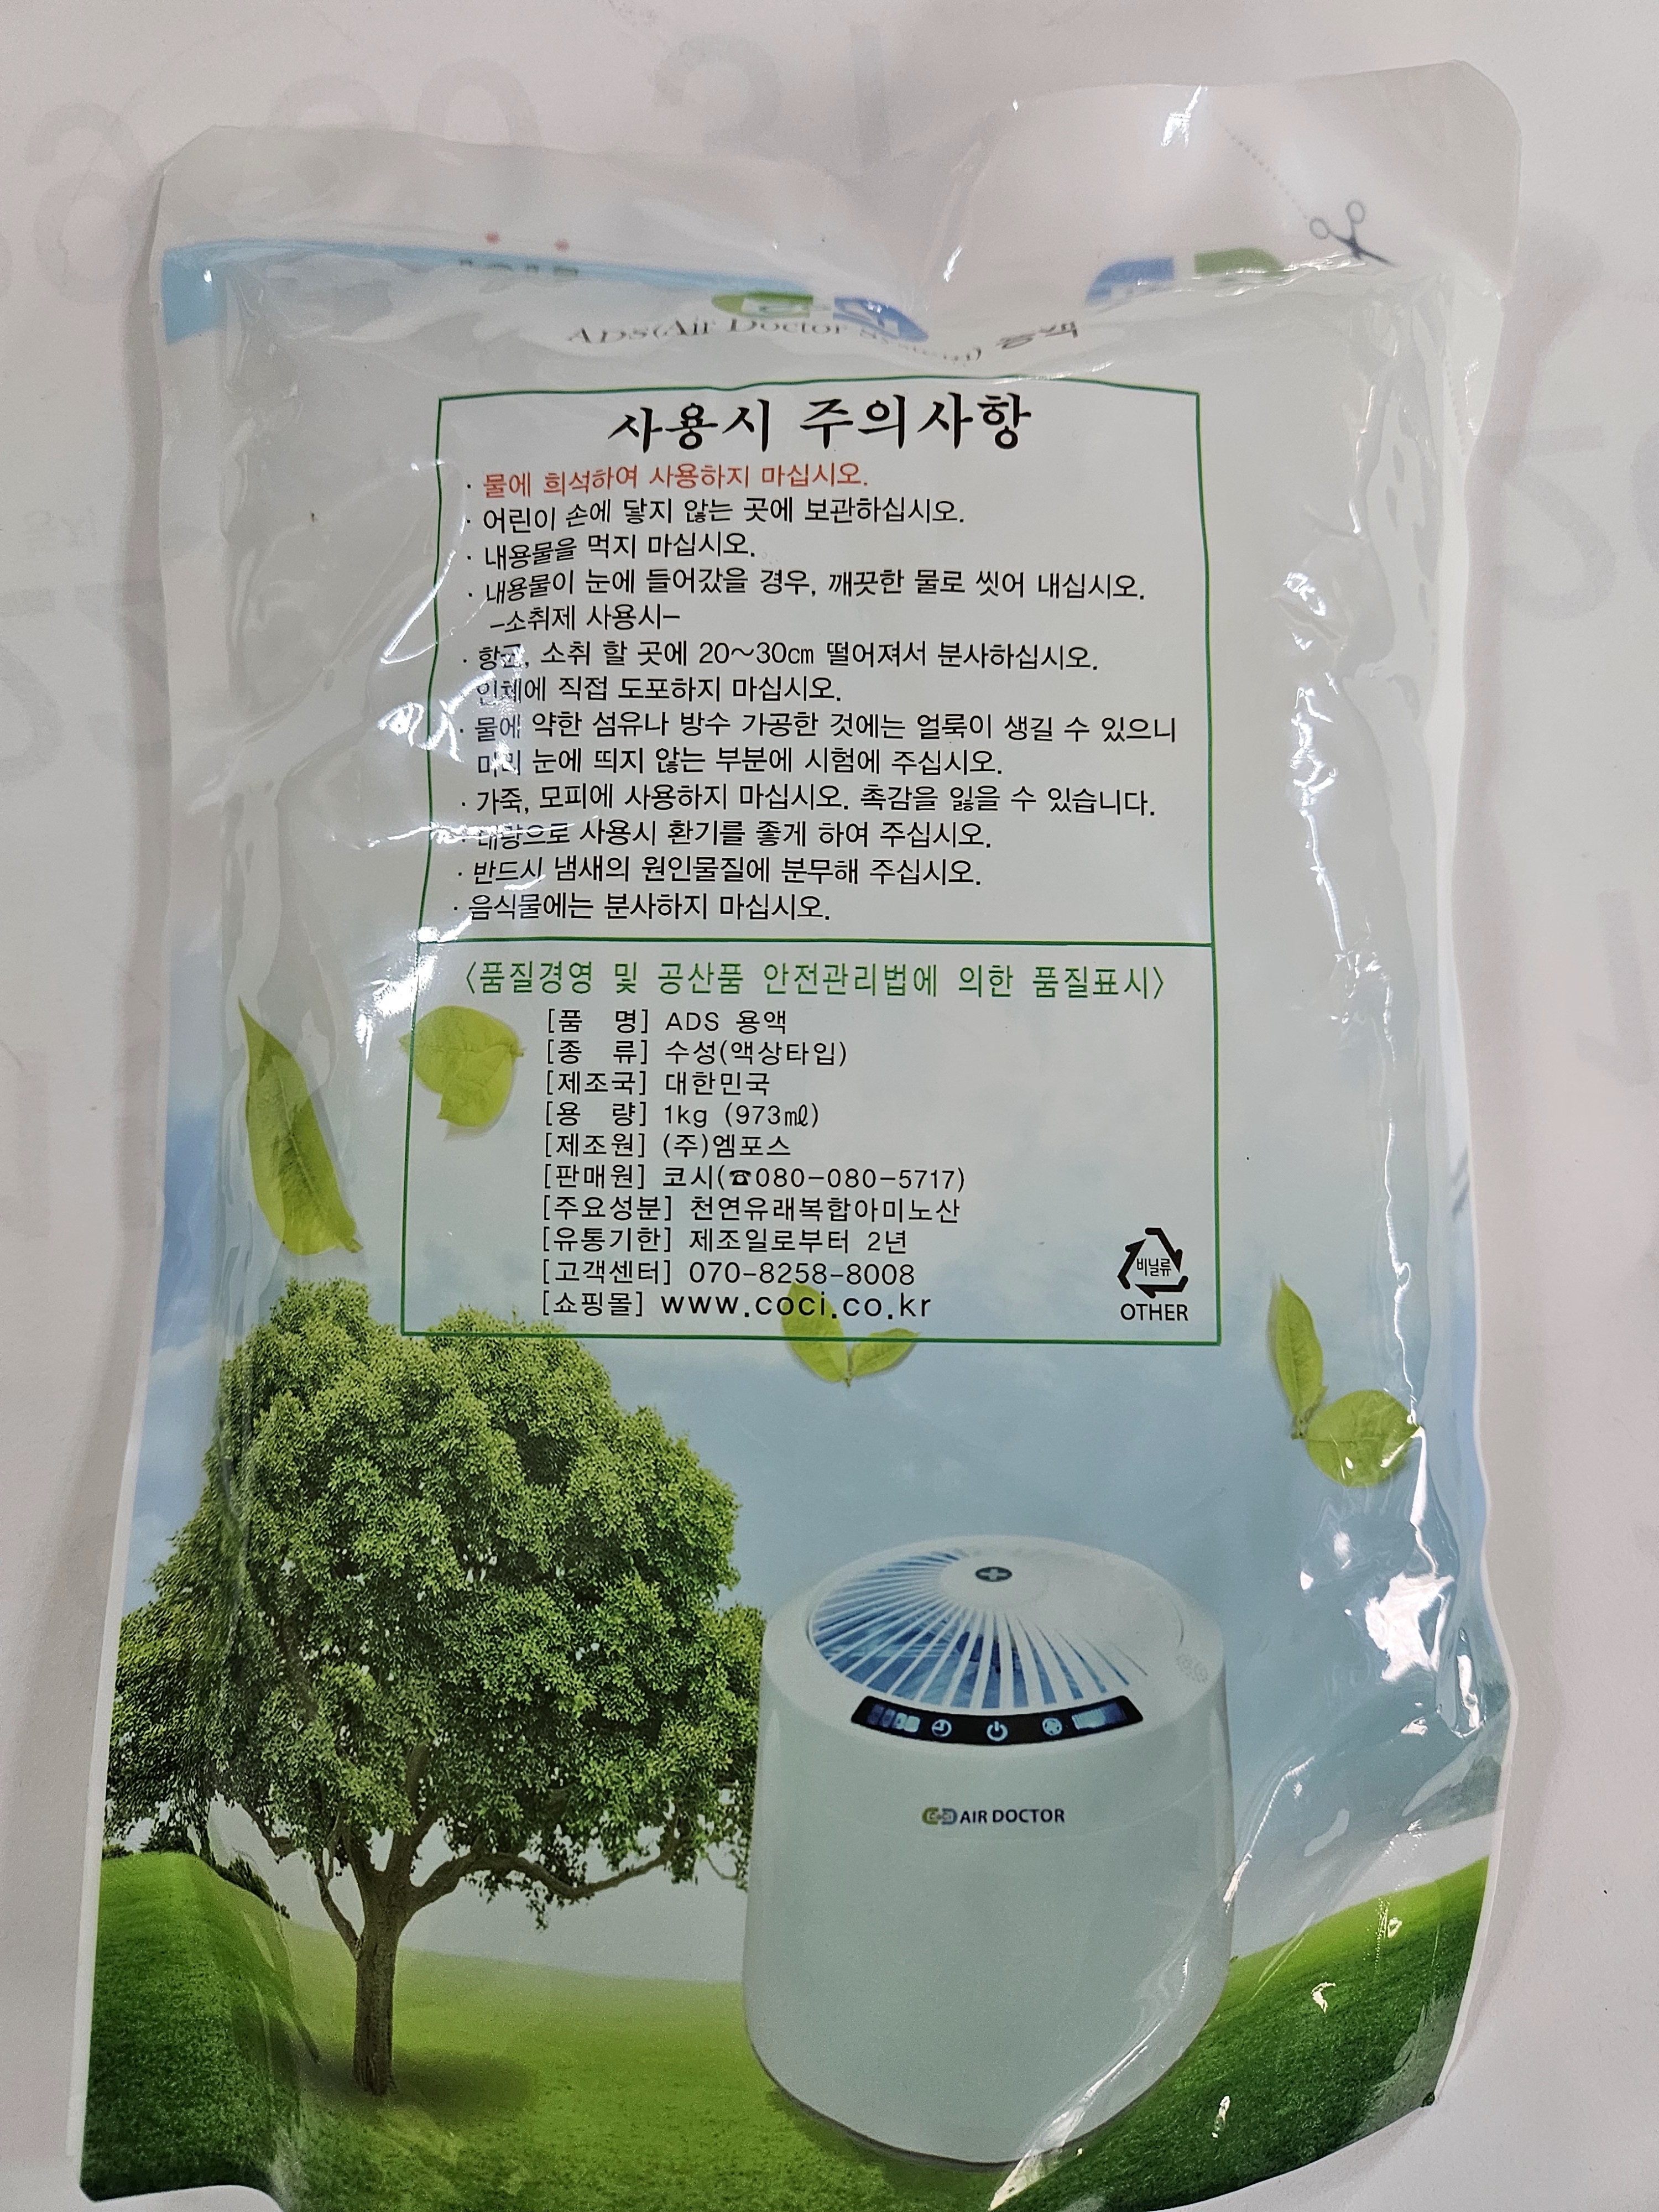 ADS(Air Doctor System) 용액
사용시 주의사항
· 물에 희석하여 사용하지 마십시오.
· 어린이 손에 닿지 않는 곳에 보관하십시오.
· 내용물을 먹지 마십시오.
· 내용물이 눈에 들어갔을 경우, 깨끗한 물로 씻어 내십시오.
–소취제 사용시–
· 항균, 소취 할 곳에 20~30㎝ 떨어져서 분사하십시오.
인체에 직접 도포하지 마십시오.
· 물에 약한 섬유나 방수 가공한 것에는 얼룩이 생길 수 있으니
미리 눈에 띄지 않는 부분에 시험에 주십시오.
· 가죽, 모피에 사용하지 마십시오. 촉감을 잃을 수 있습니다.
· 대량으로 사용시 환기를 좋게 하여 주십시오.
· 반드시 냄새의 원인물질에 분무해 주십시오.
· 음식물에는 분사하지 마십시오.
〈품질경영 및 공산품 안전관리법에 의한 품질표시〉
[품 명] ADS 용액
[종 류] 수성(액상타입)
[제조국] 대한민국
[용 량] 1kg (973㎖)
[제조원] (주)엠포스
[판매원] 코시(☎080-080-5717)
[주요성분] 천연유래복합아미노산
[유통기한] 제조일로부터 2년
[고객센터] 070-8258-8008
[쇼핑몰] www.coci.co.kr
비닐류
OTHER
AIR DOCTOR